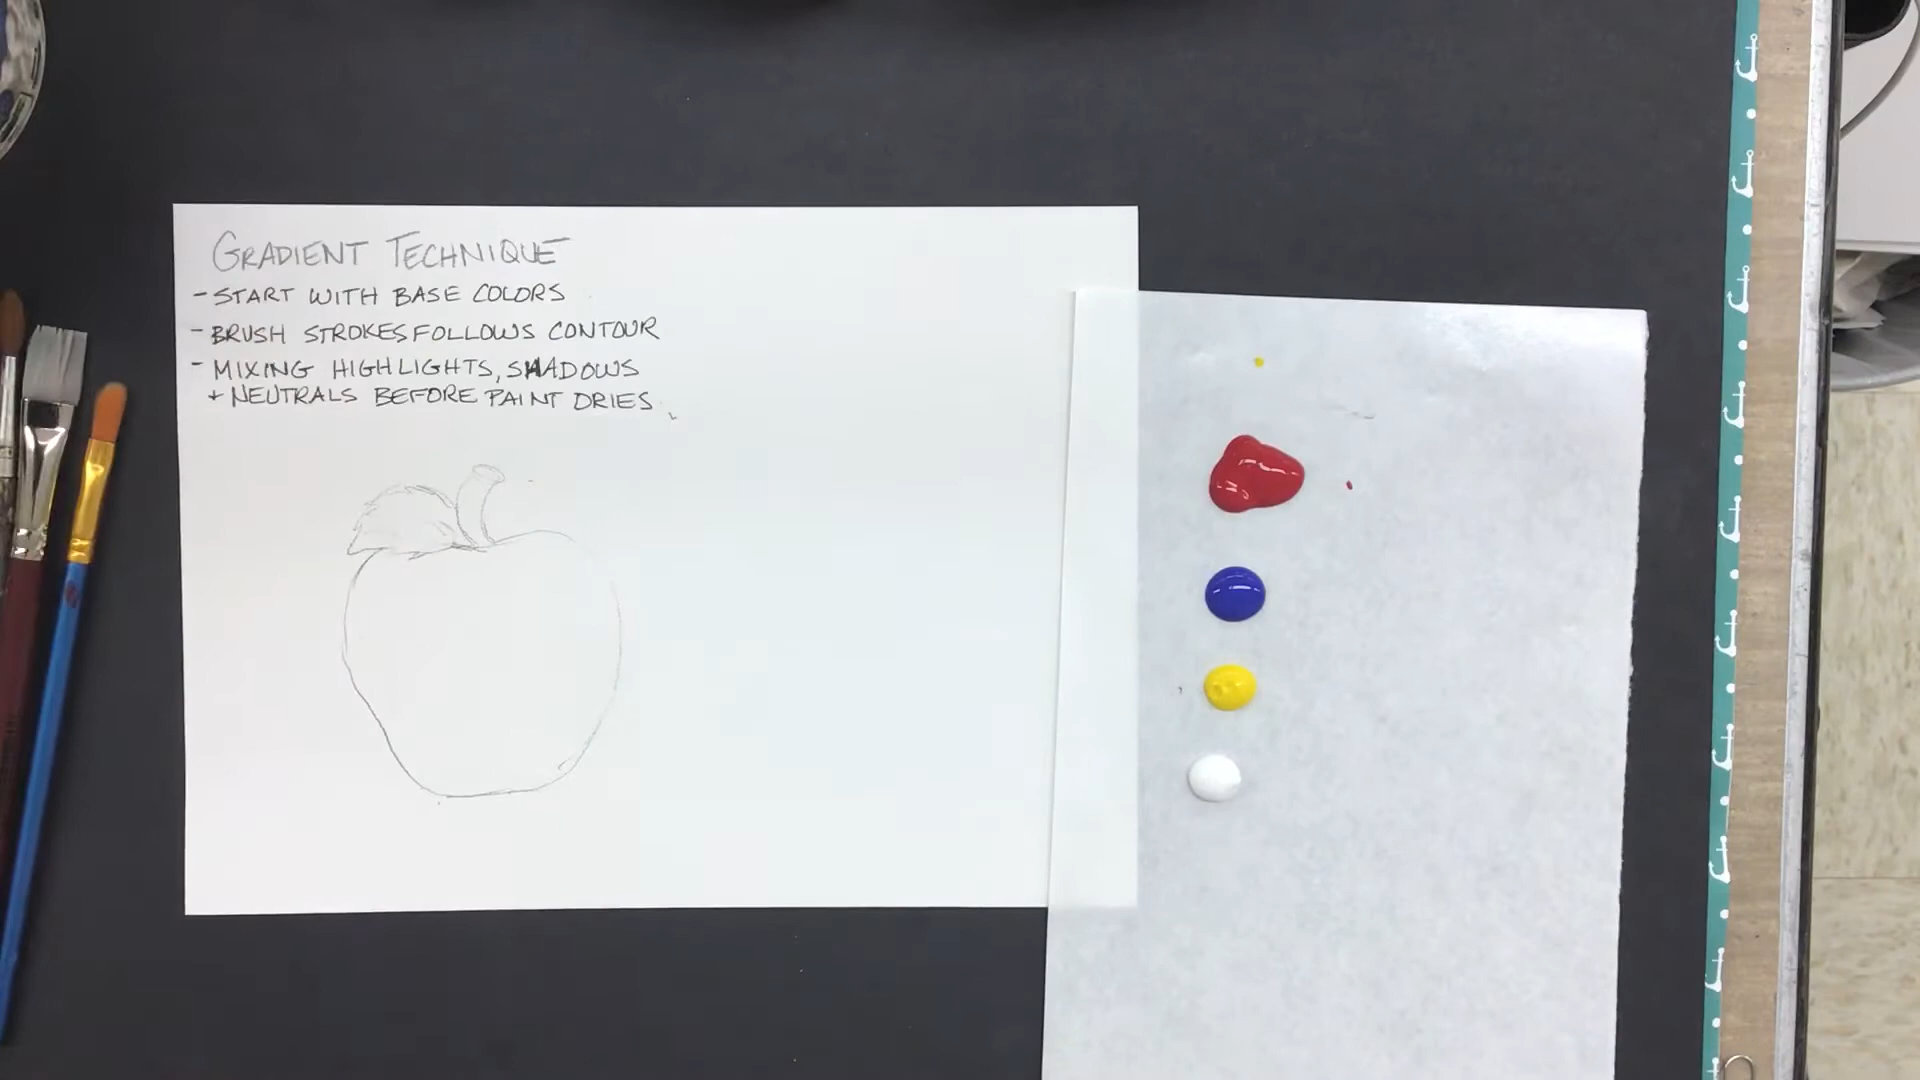 GRADIENT TECHNIQUE
- START WITH BASE COLORS
- BRUSH STROKES FOLLOWS CONTOUR
- MIXING HIGHLIGHTS, SHADOWS
+ NEUTRALS BEFORE PAINT DRIES.